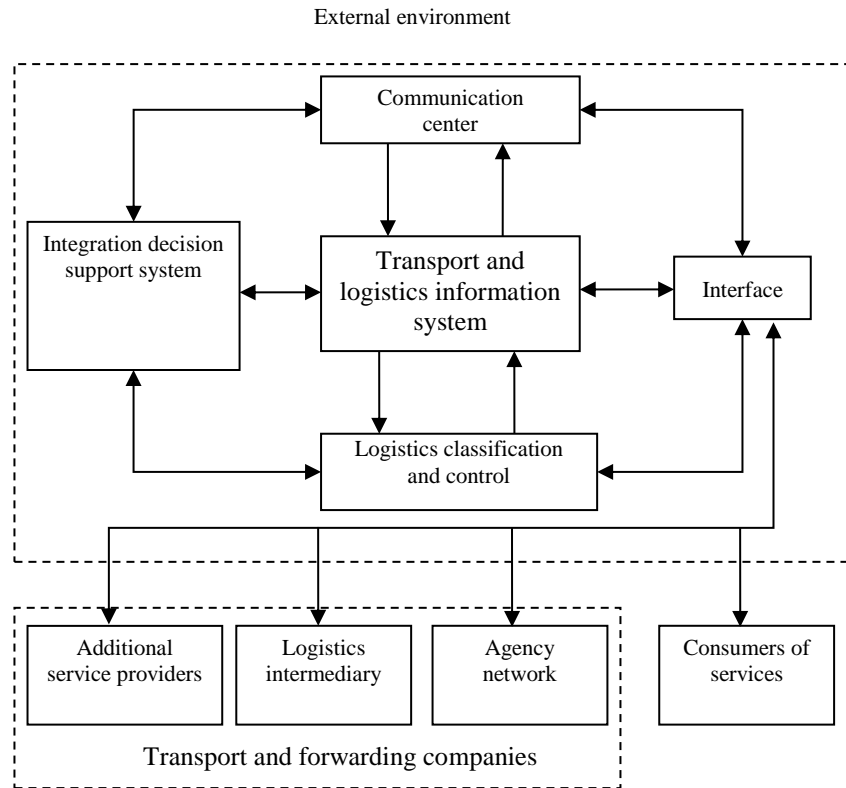 External environment
Communication
center
Integration decision
support system
Transport and
logistics information
system
Interface
Logistics classification
and control
Additional
service providers
Logistics
intermediary
Agency
network
Consumers of
services
Transport and forwarding companies